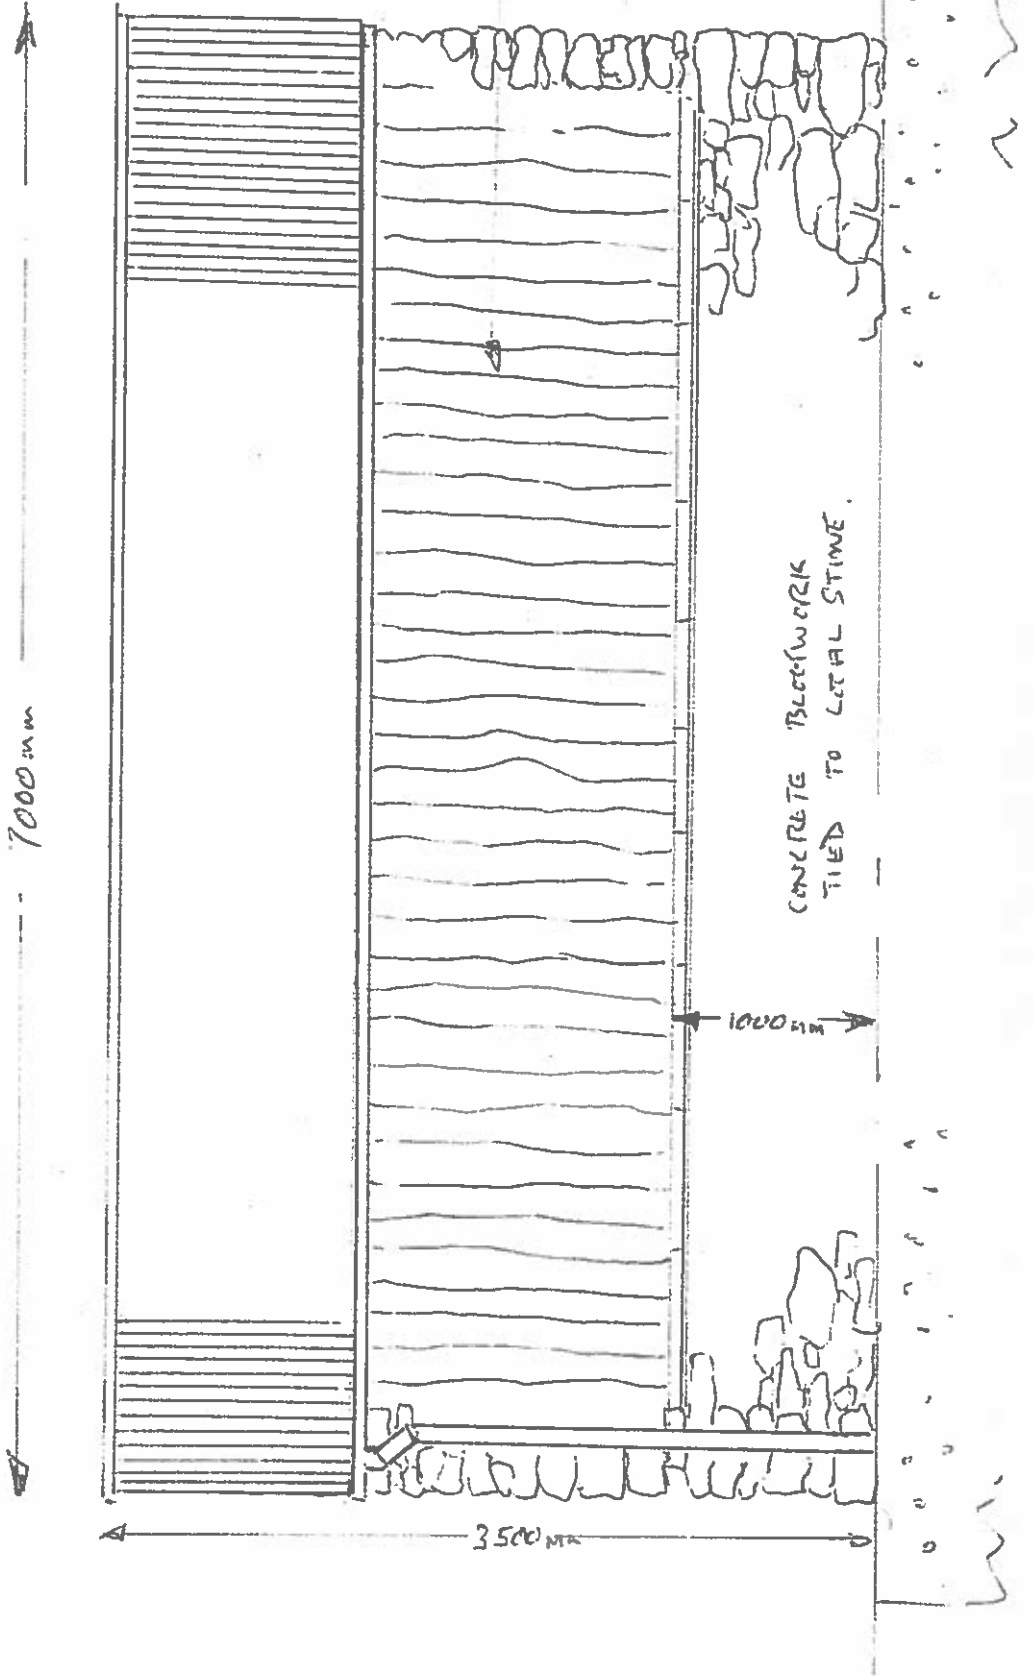 7000mm
CONCRETE BLOCKWORK
TIED TO LOCAL STONE.
1000mm
3500mm